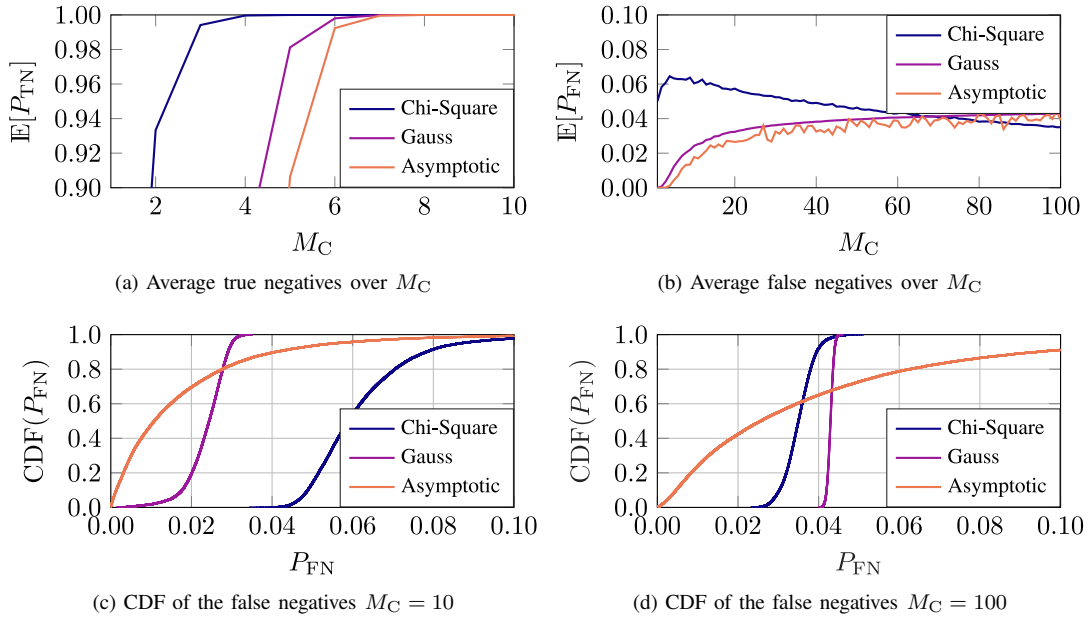 1.00
0.98
0.96
0.94
0.92
0.90
𝔼[P_TN]
2 4 6 8 10
M_C
Chi-Square
Gauss
Asymptotic
(a) Average true negatives over M_C
0.10
0.08
0.06
0.04
0.02
0.00
𝔼[P_FN]
20 40 60 80 100
M_C
Chi-Square
Gauss
Asymptotic
(b) Average false negatives over M_C
1.0
0.8
0.6
0.4
0.2
0.0
CDF(P_FN)
0.00 0.02 0.04 0.06 0.08 0.10
P_FN
Chi-Square
Gauss
Asymptotic
(c) CDF of the false negatives M_C = 10
1.0
0.8
0.6
0.4
0.2
0.0
CDF(P_FN)
0.00 0.02 0.04 0.06 0.08 0.10
P_FN
Chi-Square
Gauss
Asymptotic
(d) CDF of the false negatives M_C = 100